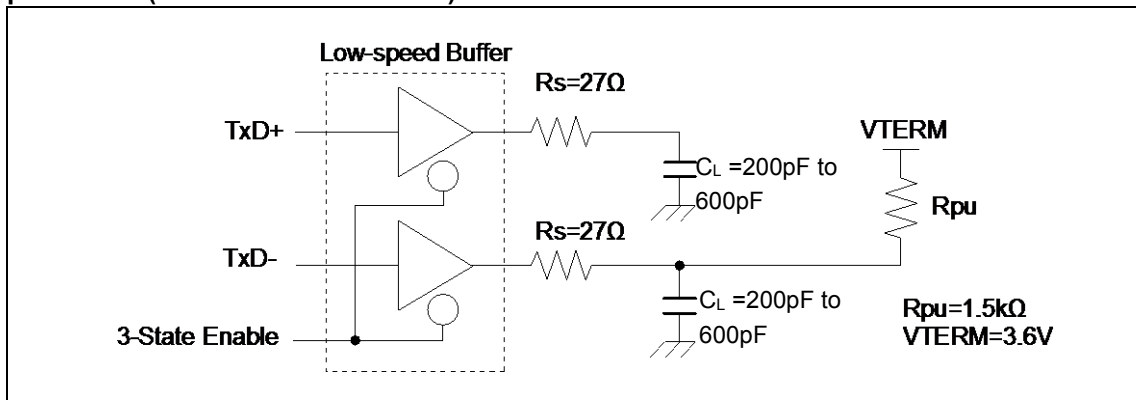 Low-speed Buffer
Rs=27Ω
TxD+
VTERM
CL =200pF to
600pF
Rpu
Rs=27Ω
TxD-
CL =200pF to
600pF
Rpu=1.5kΩ
VTERM=3.6V
3-State Enable